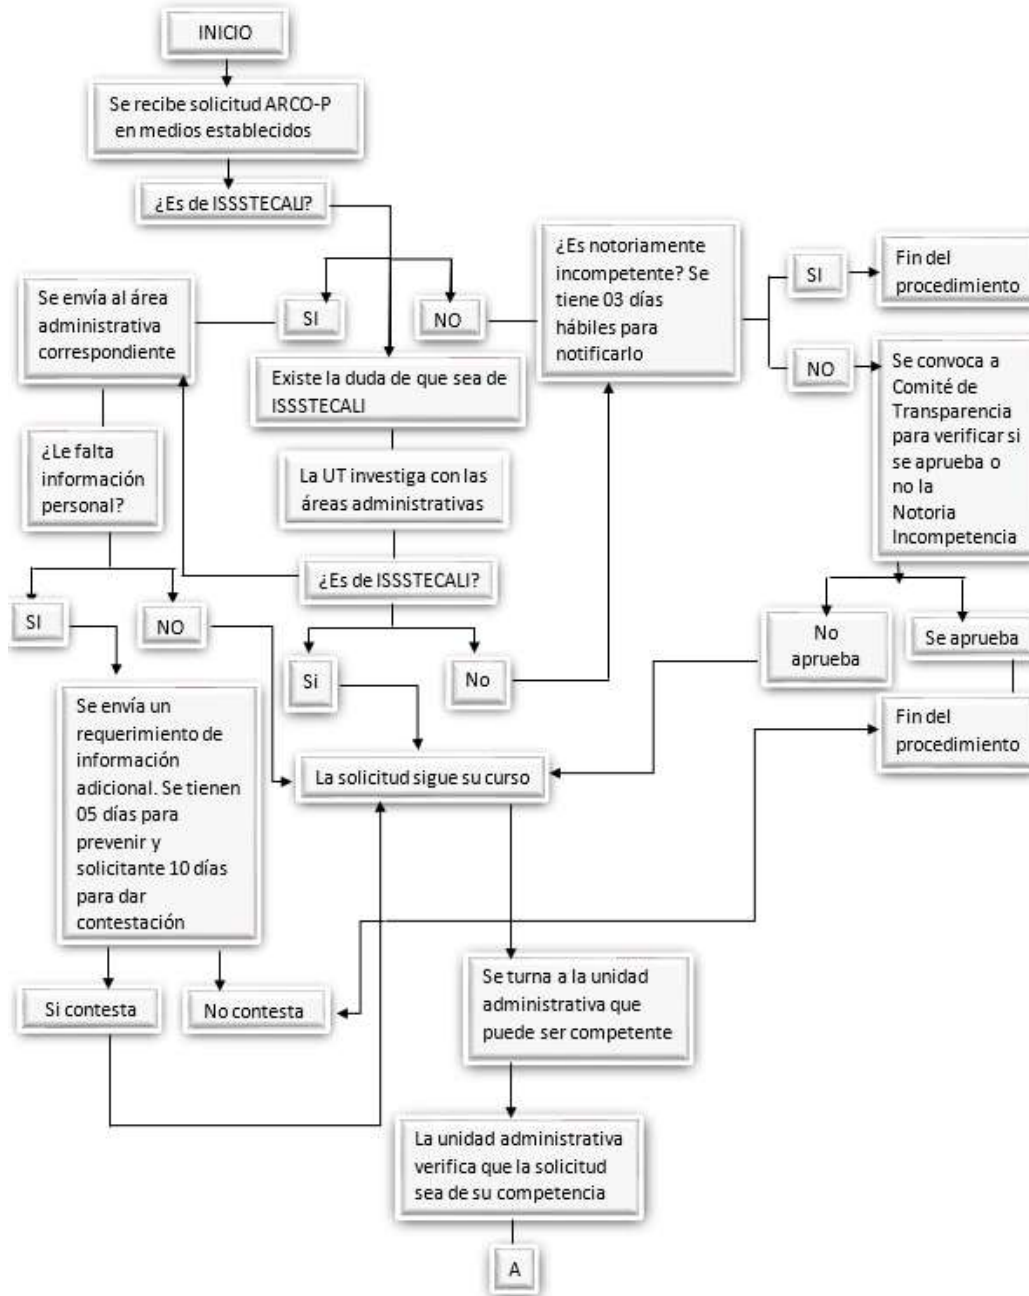 INICIO
Se recibe solicitud ARCO-P
en medios establecidos
¿Es de ISSSTECALI?
SI
NO
Se envía al área
administrativa
correspondiente
¿Es notoriamente
incompetente? Se
tiene 03 días
hábiles para
notificarlo
SI
Fin del
procedimiento
NO
Se convoca a
Comité de
Transparencia
para verificar si
se aprueba o
no la
Notoria
Incompetencia
Existe la duda de que sea de
ISSSTECALI
¿Le falta
información
personal?
La UT investiga con las
áreas administrativas
¿Es de ISSSTECALI?
SI
NO
Si
No
No
aprueba
Se aprueba
Se envía un
requerimiento de
información
adicional. Se tienen
05 días para
prevenir y
solicitante 10 días
para dar
contestación
La solicitud sigue su curso
Fin del
procedimiento
Si contesta
No contesta
Se turna a la unidad
administrativa que
puede ser competente
La unidad administrativa
verifica que la solicitud
sea de su competencia
A